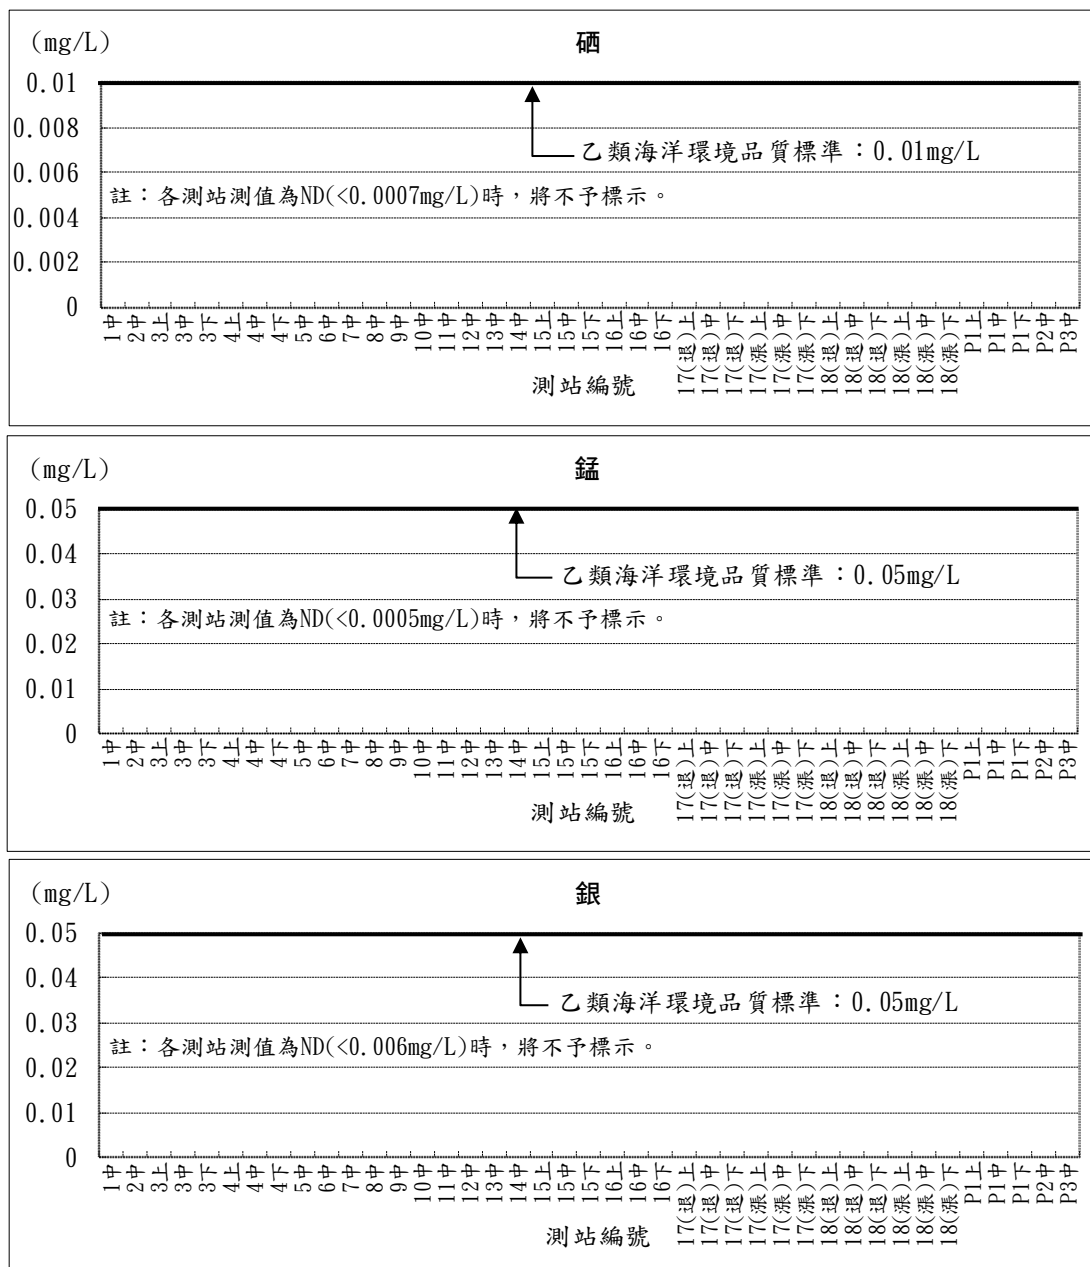 (mg/L)
硒
0.01
0.008
乙類海洋環境品質標準：0.01mg/L
0.006
註：各測站測值為ND(<0.0007mg/L)時，將不予標示。
0.004
0.002
0
1中 2中 3上 3中 3下 4上 4中 4下 5中 6中 7中 8中 9中 10中 11中 12中 13中 14中 15上 15中 15下 16上 16中 16下 17(退)上 17(退)中 17(退)下 17(漲)上 17(漲)中 17(漲)下 18(退)上 18(退)中 18(退)下 18(漲)上 18(漲)中 18(漲)下 P1上 P1中 P1下 P2中 P3中
測站編號
(mg/L)
錳
0.05
0.04
乙類海洋環境品質標準：0.05mg/L
0.03
註：各測站測值為ND(<0.0005mg/L)時，將不予標示。
0.02
0.01
0
1中 2中 3上 3中 3下 4上 4中 4下 5中 6中 7中 8中 9中 10中 11中 12中 13中 14中 15上 15中 15下 16上 16中 16下 17(退)上 17(退)中 17(退)下 17(漲)上 17(漲)中 17(漲)下 18(退)上 18(退)中 18(退)下 18(漲)上 18(漲)中 18(漲)下 P1上 P1中 P1下 P2中 P3中
測站編號
(mg/L)
銀
0.05
0.04
乙類海洋環境品質標準：0.05mg/L
0.03
註：各測站測值為ND(<0.006mg/L)時，將不予標示。
0.02
0.01
0
1中 2中 3上 3中 3下 4上 4中 4下 5中 6中 7中 8中 9中 10中 11中 12中 13中 14中 15上 15中 15下 16上 16中 16下 17(退)上 17(退)中 17(退)下 17(漲)上 17(漲)中 17(漲)下 18(退)上 18(退)中 18(退)下 18(漲)上 18(漲)中 18(漲)下 P1上 P1中 P1下 P2中 P3中
測站編號